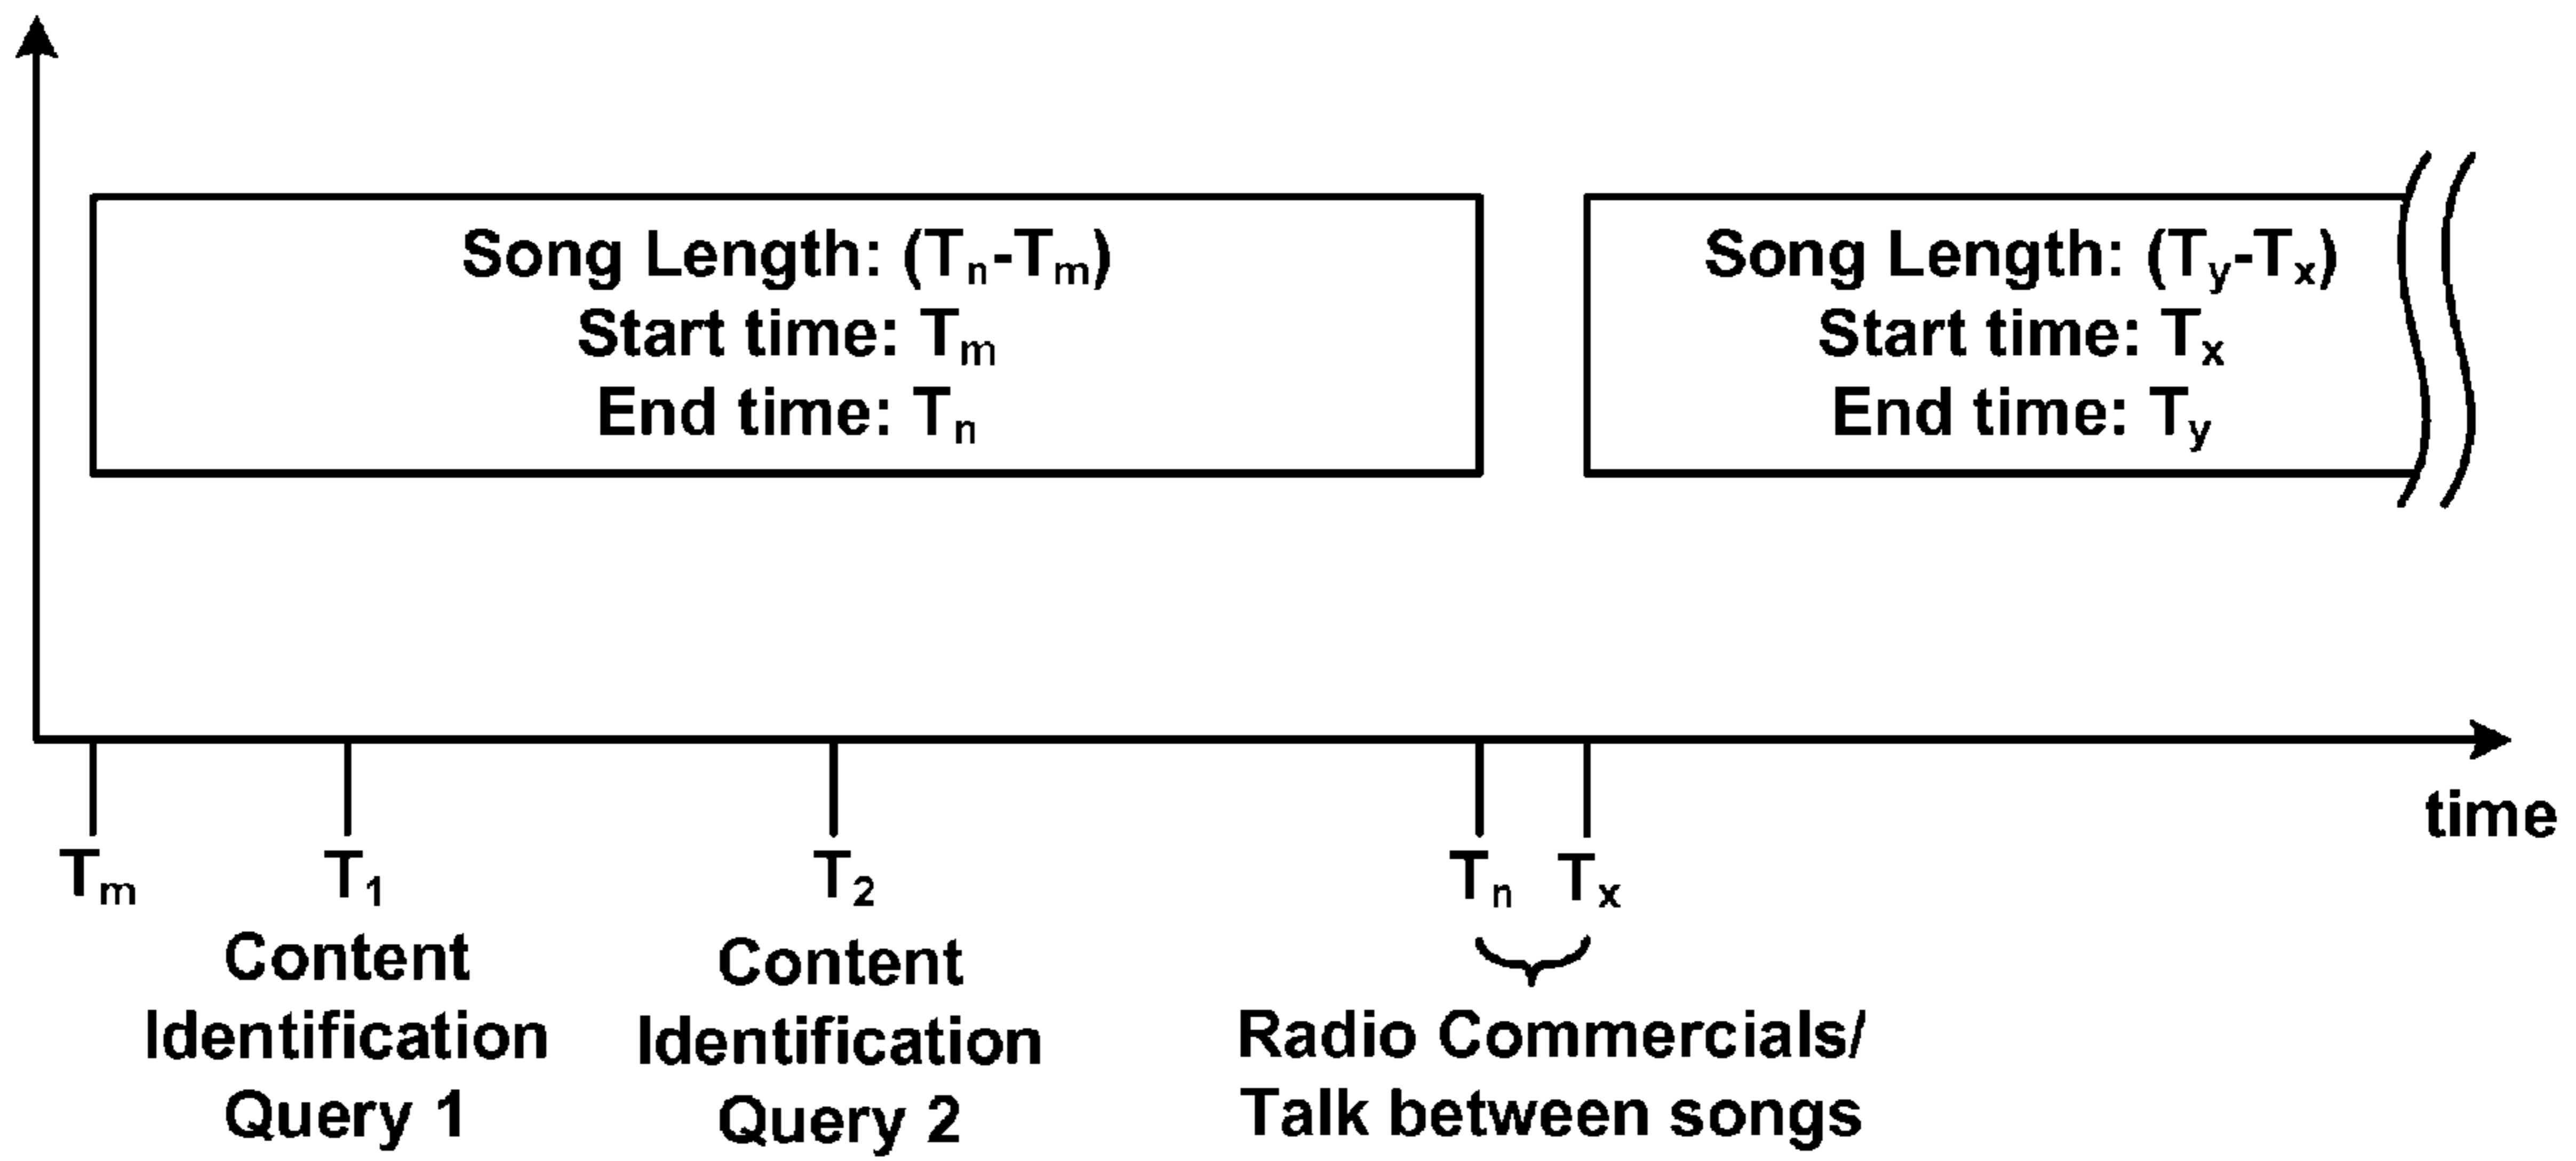 Song Length: (Tn-Tm)
Start time: Tm
End time: Tn
Song Length: (Ty-Tx)
Start time: Tx
End time: Ty
time
Tm
T1
T2
Tn
Tx
Content
Identification
Query 1
Content
Identification
Query 2
Radio Commercials/
Talk between songs